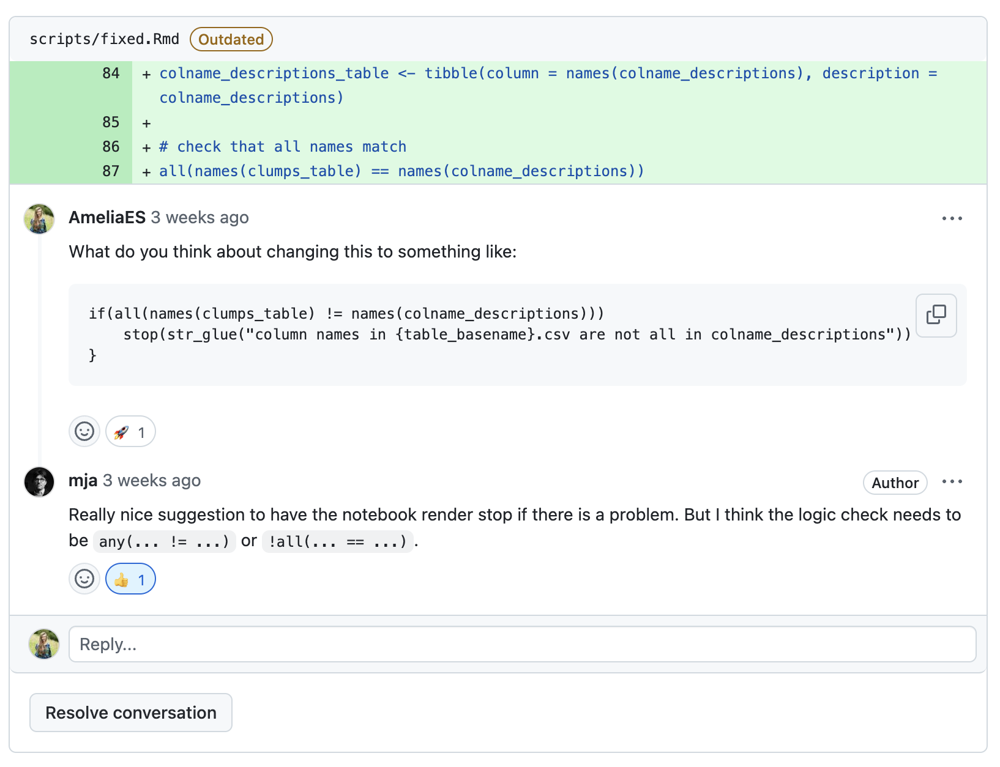 scripts/fixed.Rmd Outdated
84 + colname_descriptions_table <- tibble(column = names(colname_descriptions), description =
colname_descriptions)
85 +
86 + # check that all names match
87 + all(names(clumps_table) == names(colname_descriptions))
AmeliaES 3 weeks ago
What do you think about changing this to something like:
if(all(names(clumps_table) != names(colname_descriptions)))
    stop(str_glue("column names in {table_basename}.csv are not all in colname_descriptions"))
}
🚀 1
mja 3 weeks ago Author
Really nice suggestion to have the notebook render stop if there is a problem. But I think the logic check needs to
be any(... != ...) or !all(... == ...).
👍 1
Reply...
Resolve conversation